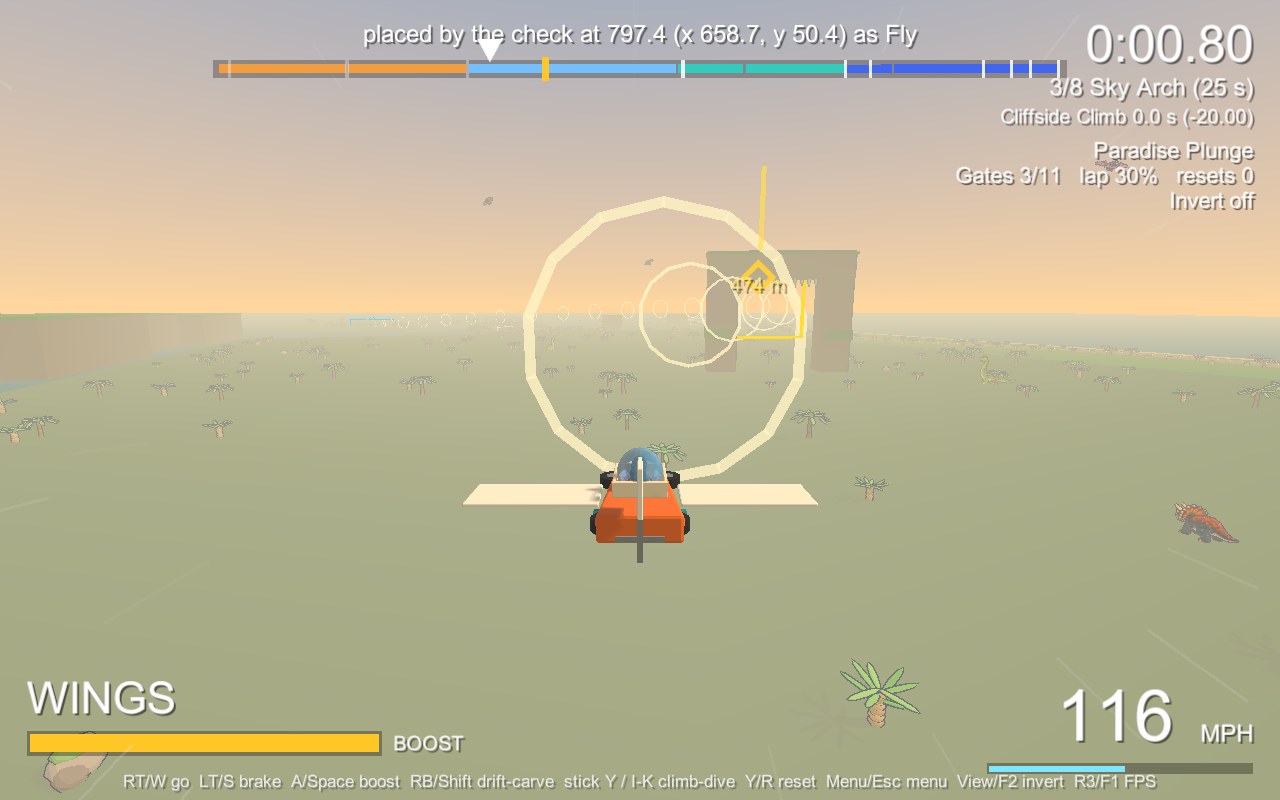 placed by the check at 797.4 (x 658.7, y 50.4) as Fly
0:00.80
3/8 Sky Arch (25 s)
Cliffside Climb 0.0 s (-20.00)
Paradise Plunge
Gates 3/11 lap 30% resets 0
Invert off
474 m
WINGS
BOOST
116 MPH
RT/W go LT/S brake A/Space boost RB/Shift drift-carve stick Y / I-K climb-dive Y/R reset Menu/Esc menu View/F2 invert R3/F1 FPS